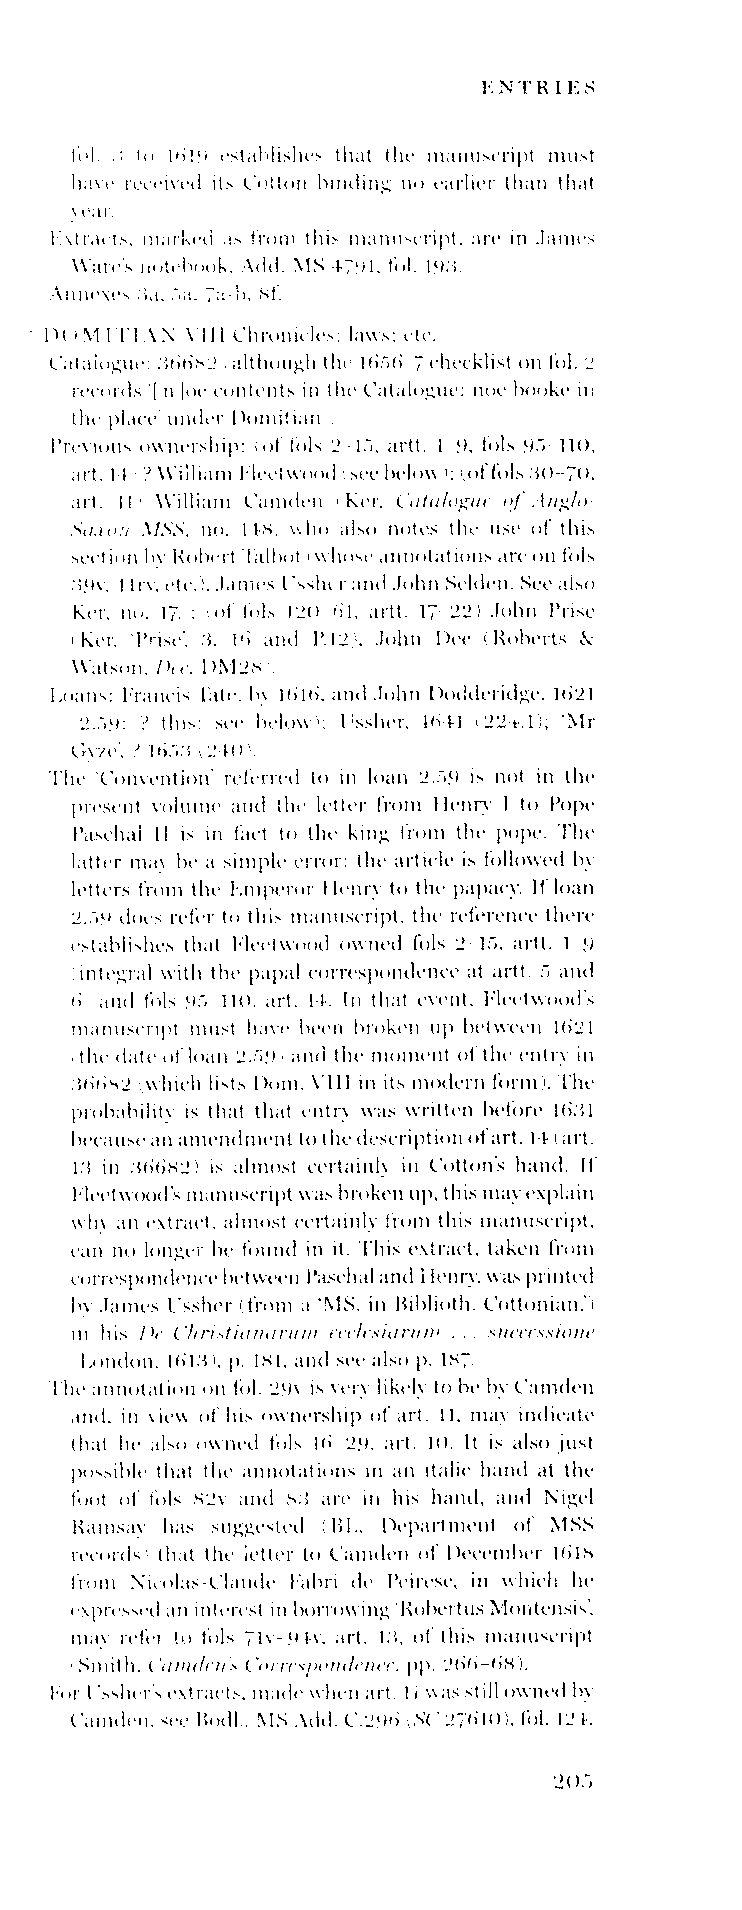 ENTRIES
fol. 3 to 1619 establishes that the manuscript must
have received its Cotton binding no earlier than that
year.
Extracts, marked as from this manuscript, are in James
Ware's notebook, Add. MS 4791, fol. 193.
Annexes 3a, 5a, 7a-b, 8f.
DOMITIAN VIII Chronicles; laws; etc.
Catalogue: 36682 (although the 1656–7 checklist on fol. 2
records '[n]oe contents in the Catalogue; noe booke in
the place' under Domitian).
Previous ownership: (of fols 2–15, artt. 1–9, fols 95–110,
art. 14) ? William Fleetwood (see below); (of fols 30–70,
art. 11) William Camden (Ker, Catalogue of Anglo-
Saxon MSS, no. 148, who also notes the use of this
section by Robert Talbot (whose annotations are on fols
39v, 41rv, etc.), James Ussher and John Selden. See also
Ker, no. 17.); (of fols 120–61, artt. 17–22) John Prise
(Ker, 'Prise', 3, 16 and P.12), John Dee (Roberts &
Watson, Dee, DM28).
Loans: Francis Tate, by 1616, and John Dodderidge, 1621
(2.59: ? this: see below); Ussher, 1641 (224.1); 'Mr
Gyze', ? 1653 (240).
The 'Convention' referred to in loan 2.59 is not in the
present volume and the letter from Henry I to Pope
Paschal II is in fact to the king from the pope. The
latter may be a simple error: the article is followed by
letters from the Emperor Henry to the papacy. If loan
2.59 does refer to this manuscript, the reference there
establishes that Fleetwood owned fols 2–15, artt. 1–9
(integral with the papal correspondence at artt. 5 and
6) and fols 95–110, art. 14. In that event, Fleetwood's
manuscript must have been broken up between 1621
(the date of loan 2.59) and the moment of the entry in
36682 (which lists Dom. VIII in its modern form). The
probability is that that entry was written before 1631
because an amendment to the description of art. 14 (art.
13 in 36682) is almost certainly in Cotton's hand. If
Fleetwood's manuscript was broken up, this may explain
why an extract, almost certainly from this manuscript,
can no longer be found in it. This extract, taken from
correspondence between Paschal and Henry, was printed
by James Ussher (from a 'MS. in Biblioth. Cottonian.')
in his De Christianarum ecclesiarum . . . successione
(London, 1613), p. 181, and see also p. 187.
The annotation on fol. 29v is very likely to be by Camden
and, in view of his ownership of art. 11, may indicate
that he also owned fols 16–29, art. 10. It is also just
possible that the annotations in an italic hand at the
foot of fols 82v and 83 are in his hand, and Nigel
Ramsay has suggested (BL, Department of MSS
records) that the letter to Camden of December 1618
from Nicolas-Claude Fabri de Peiresc, in which he
expressed an interest in borrowing 'Robertus Montensis',
may refer to fols 71v–94v, art. 13, of this manuscript
(Smith, Camden's Correspondence, pp. 266–68).
For Ussher's extracts, made when art. 11 was still owned by
Camden, see Bodl., MS Add. C.296 (SC 27610), fol. 124.
205